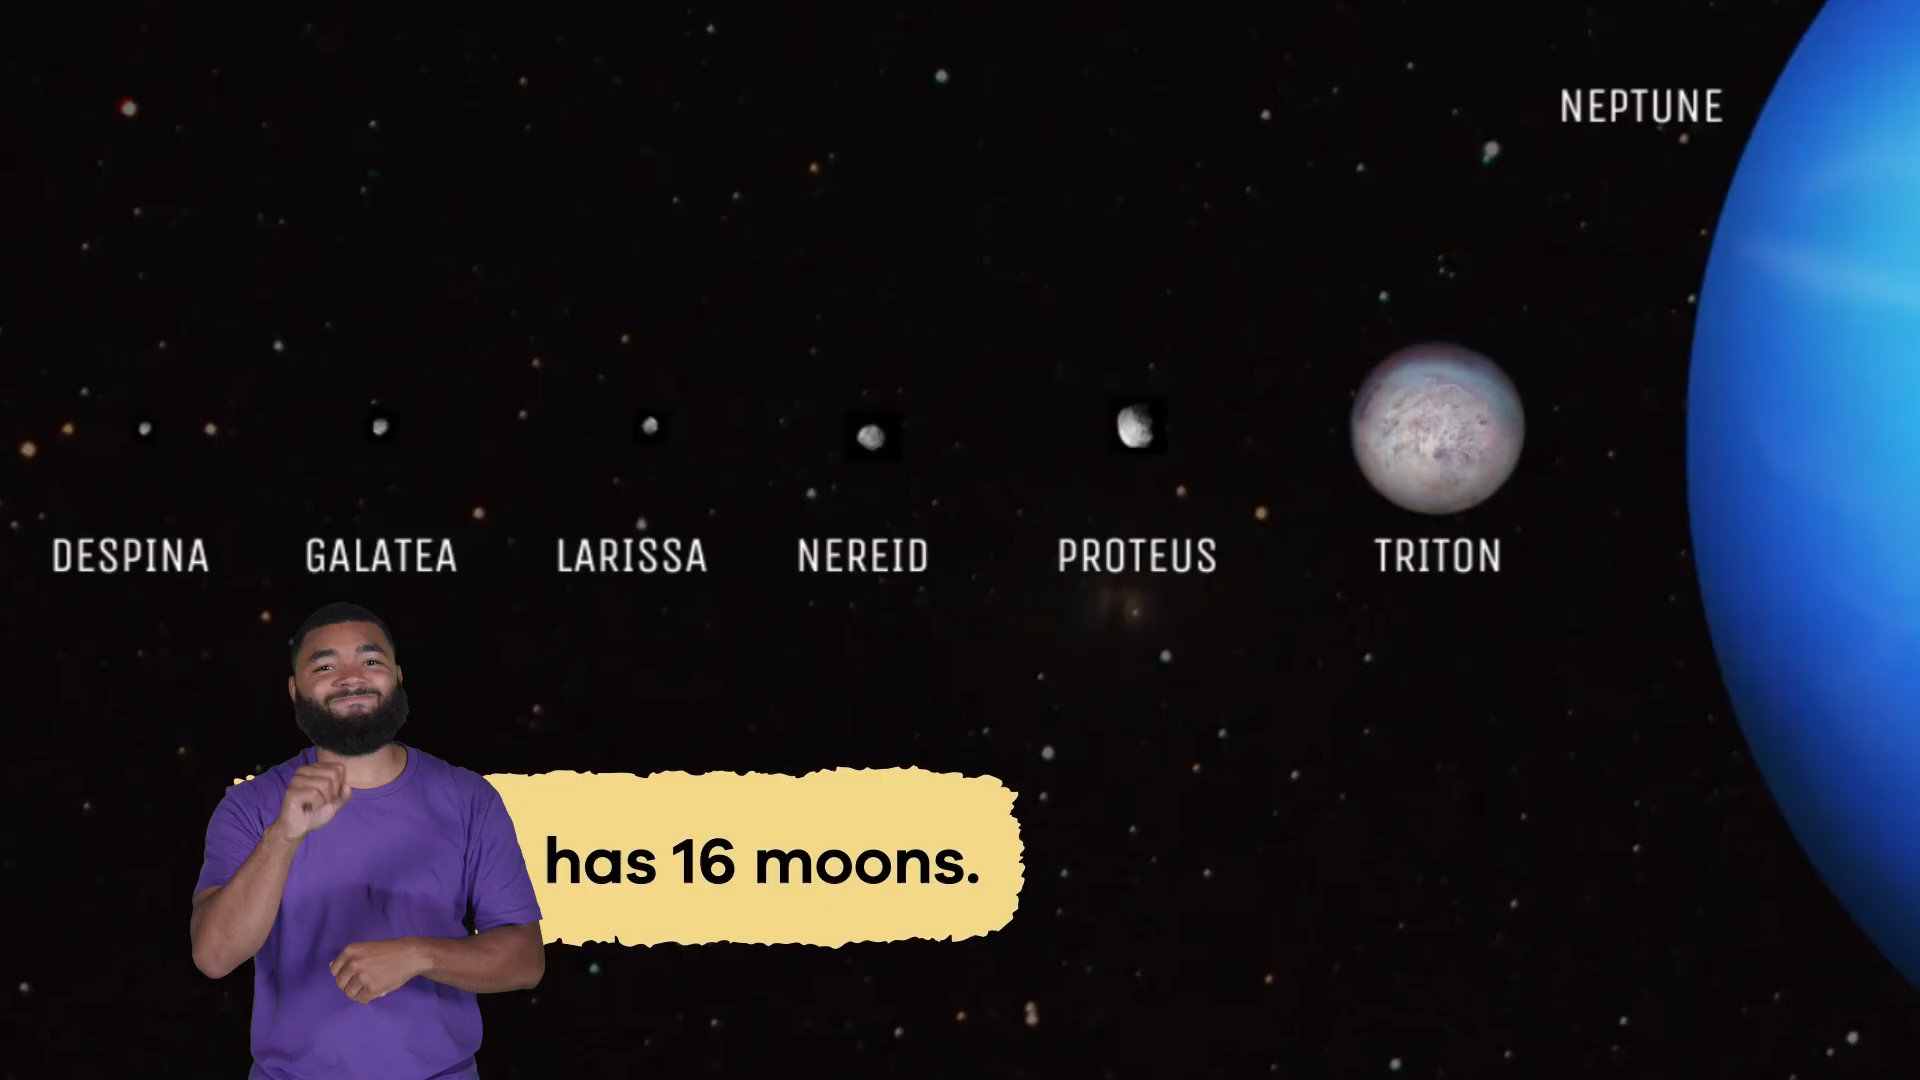 NEPTUNE
DESPINA GALATEA LARISSA NEREID PROTEUS TRITON
has 16 moons.